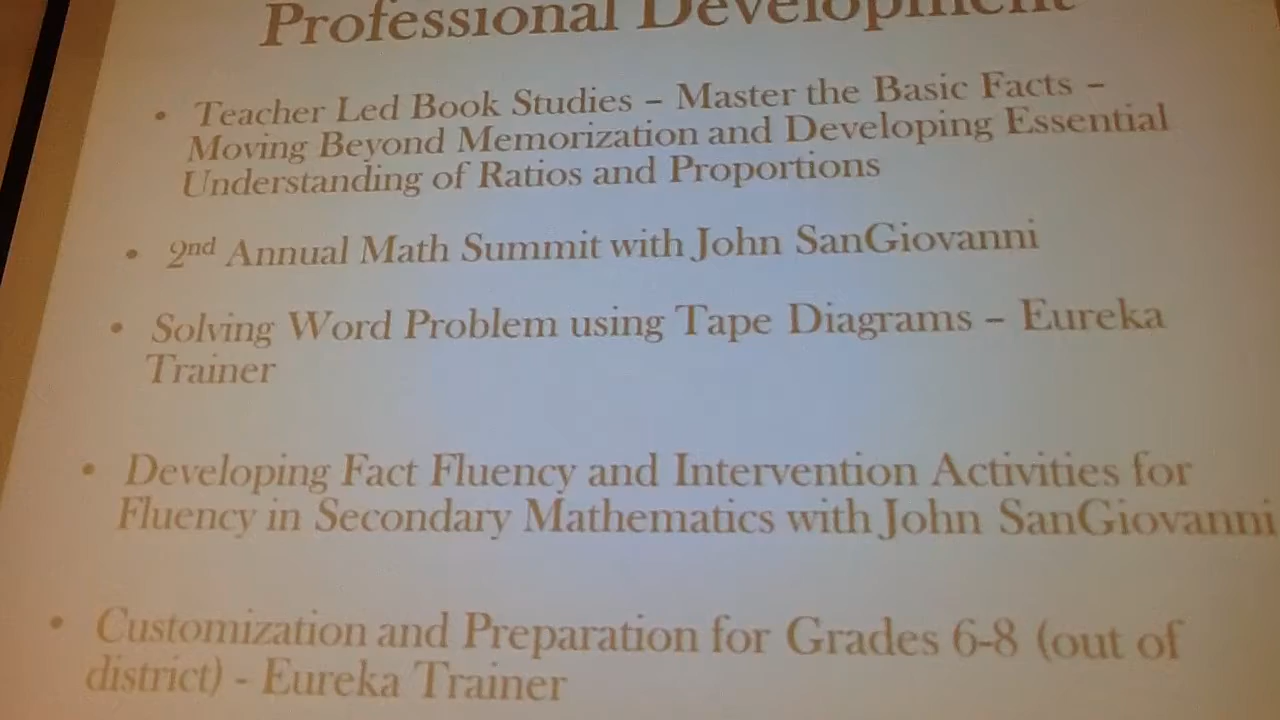 Professional Development
• Teacher Led Book Studies – Master the Basic Facts –
Moving Beyond Memorization and Developing Essential
Understanding of Ratios and Proportions
• 2nd Annual Math Summit with John SanGiovanni
• Solving Word Problem using Tape Diagrams – Eureka
Trainer
• Developing Fact Fluency and Intervention Activities for
Fluency in Secondary Mathematics with John SanGiovanni
• Customization and Preparation for Grades 6-8 (out of
district) - Eureka Trainer